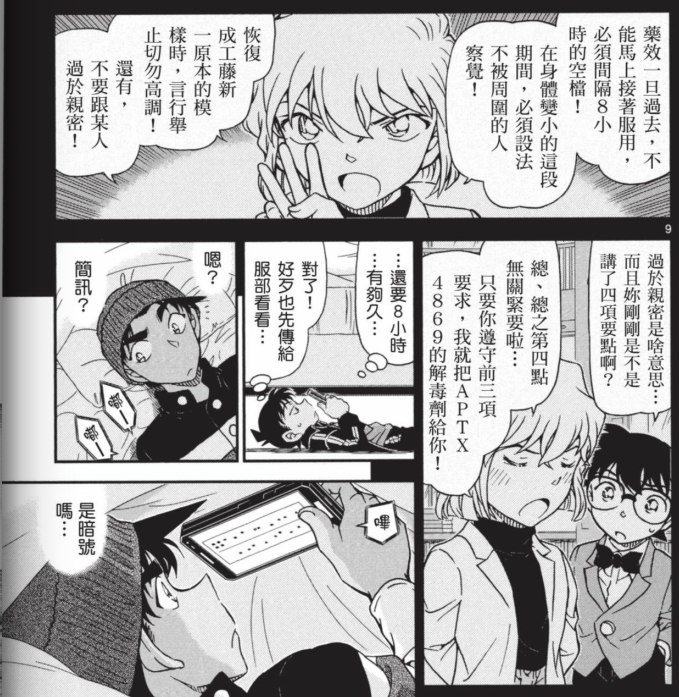 藥效一旦過去，不
能馬上接著服用，
必須間隔8小
時的空檔！
在身體變小的這段
期間，必須設法
不被周圍的人
察覺！
恢復
成工藤新
一原本的模
樣時，言行舉
止切勿高調！
還有，
不要跟某人
過於親密！
9
過於親密是啥意思…
而且妳剛剛是不是
講了四項要點啊？
總、總之第四點
無關緊要啦…
只要你遵守前三項
要求，我就把APTX
4869的解毒劑給你！
…還要8小時
…有夠久…
對了！
好歹也先傳給
服部看看…
嗯？
簡訊？
嘟—
嘟—
嗶
是暗號
嗎…